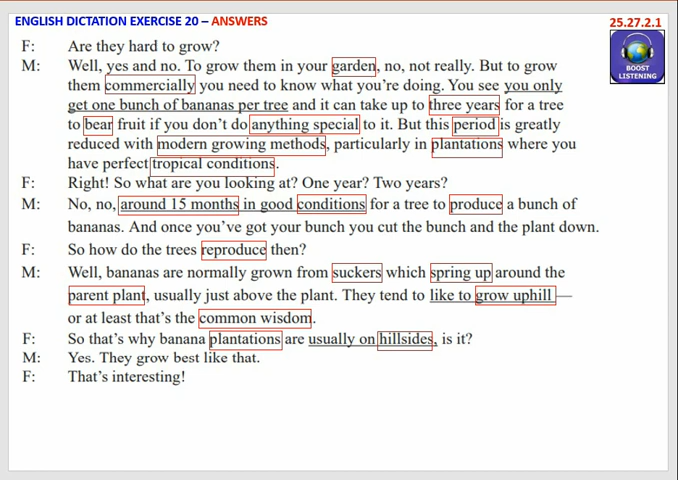 ENGLISH DICTATION EXERCISE 20 – ANSWERS
25.27.2.1
BOOST
LISTENING
F: Are they hard to grow?
M: Well, yes and no. To grow them in your garden, no, not really. But to grow
them commercially you need to know what you're doing. You see you only
get one bunch of bananas per tree and it can take up to three years for a tree
to bear fruit if you don't do anything special to it. But this period is greatly
reduced with modern growing methods, particularly in plantations where you
have perfect tropical conditions.
F: Right! So what are you looking at? One year? Two years?
M: No, no, around 15 months in good conditions for a tree to produce a bunch of
bananas. And once you've got your bunch you cut the bunch and the plant down.
F: So how do the trees reproduce then?
M: Well, bananas are normally grown from suckers which spring up around the
parent plant, usually just above the plant. They tend to like to grow uphill —
or at least that's the common wisdom.
F: So that's why banana plantations are usually on hillsides, is it?
M: Yes. They grow best like that.
F: That's interesting!